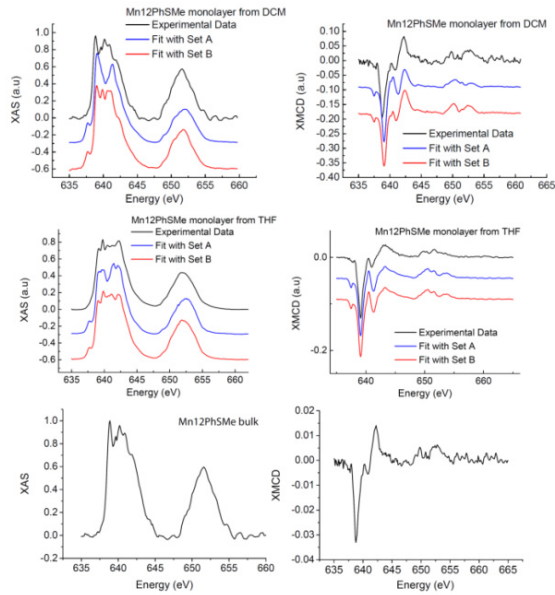 Mn12PhSMe monolayer from DCM
XAS (a.u)
1.0
0.8
0.6
0.4
0.2
0.0
-0.2
-0.4
-0.6
Experimental Data
Fit with Set A
Fit with Set B
635 640 645 650 655 660
Energy (eV)
Mn12PhSMe monolayer from DCM
XMCD (a.u)
0.10
0.05
0.00
-0.05
-0.10
-0.15
-0.20
-0.25
-0.30
-0.35
-0.40
Experimental Data
Fit with Set A
Fit with Set B
635 640 645 650 655 660 665
Energy (eV)
Mn12PhSMe monolayer from THF
XAS (a.u)
0.8
0.6
0.4
0.2
0.0
-0.2
-0.4
-0.6
Experimental Data
Fit with Set A
Fit with Set B
635 640 645 650 655 660
Energy (eV)
Mn12PhSMe monolayer from THF
XMCD (a.u)
0.0
-0.2
Experimental Data
Fit with Set A
Fit with Set B
640 650 660
Energy (eV)
Mn12PhSMe bulk
XAS (a.u)
1.0
0.8
0.6
0.4
0.2
0.0
-0.2
635 640 645 650 655 660
Energy (eV)
XMCD (a.u)
0.02
0.01
0.00
-0.01
-0.02
-0.03
-0.04
635 640 645 650 655 660 665
Energy (eV)